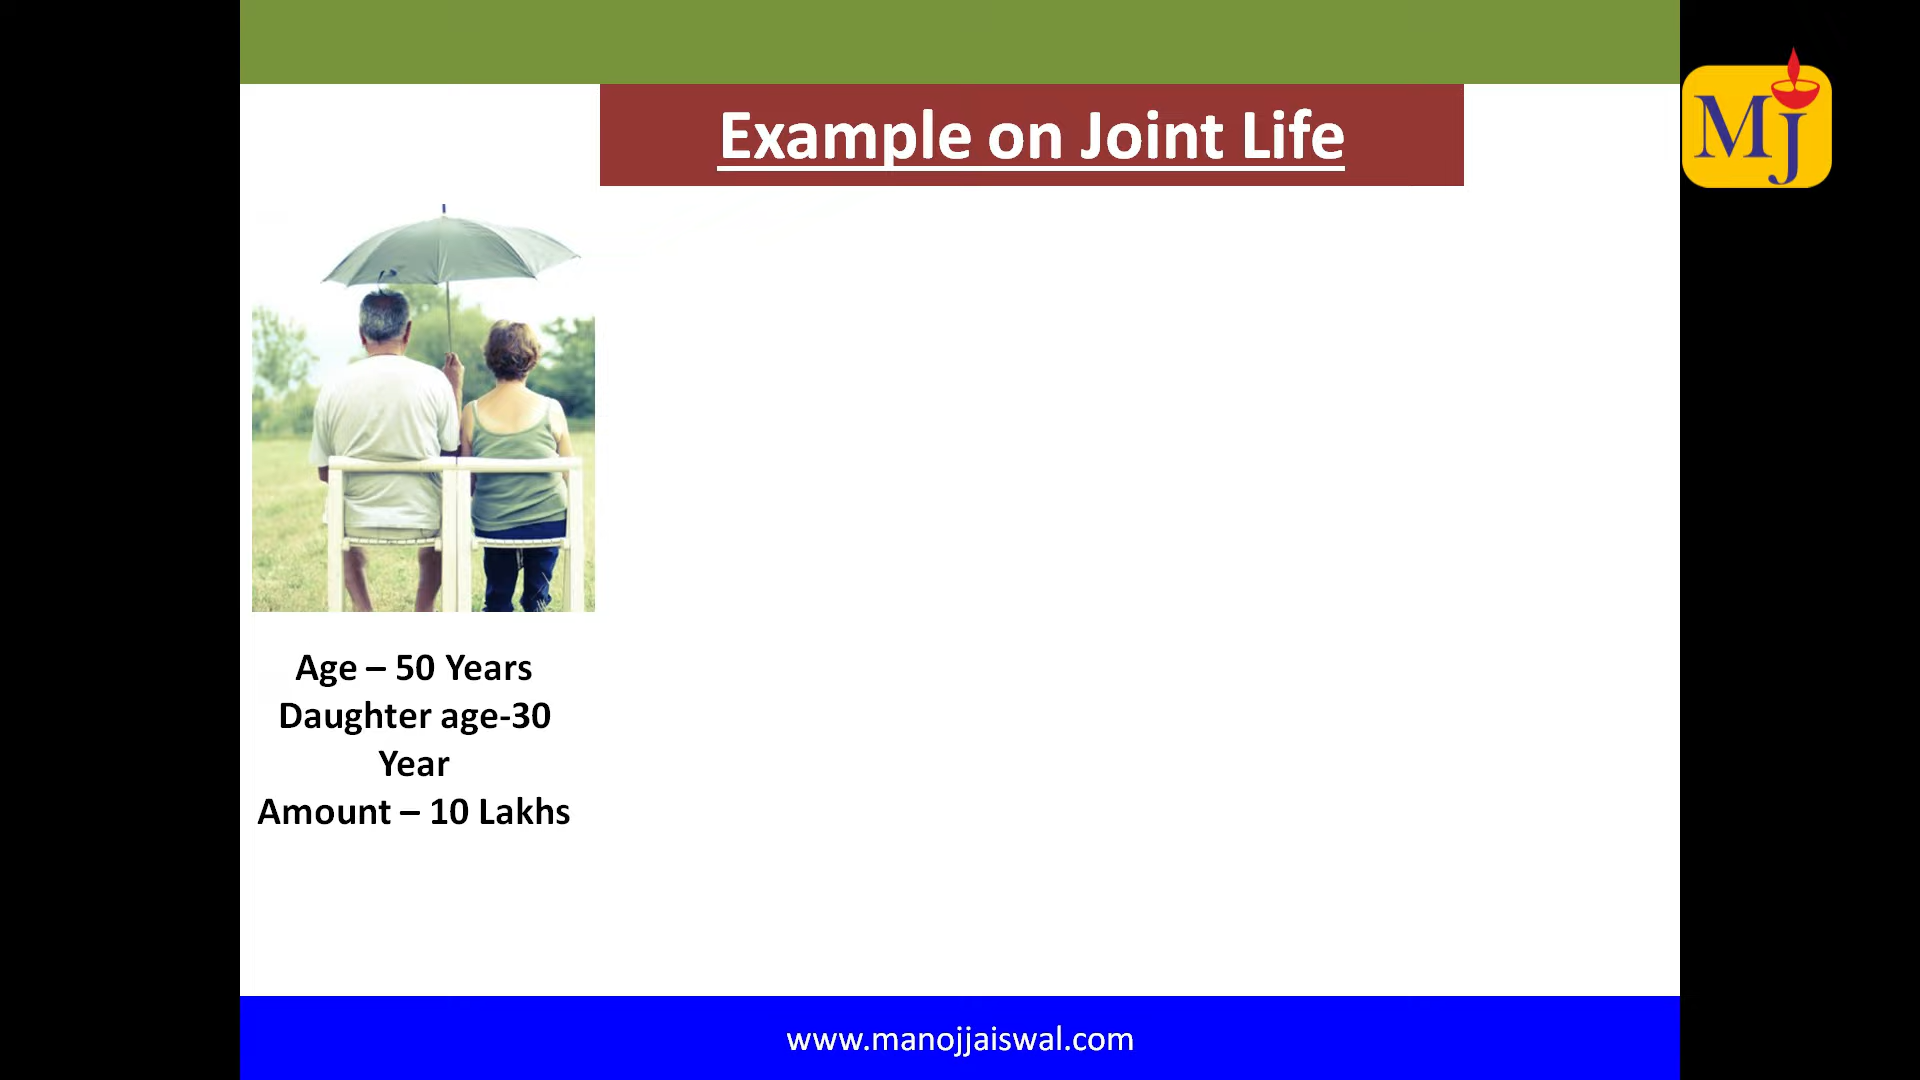 Example on Joint Life
MJ
Age – 50 Years
Daughter age-30
Year
Amount – 10 Lakhs
www.manojjaiswal.com